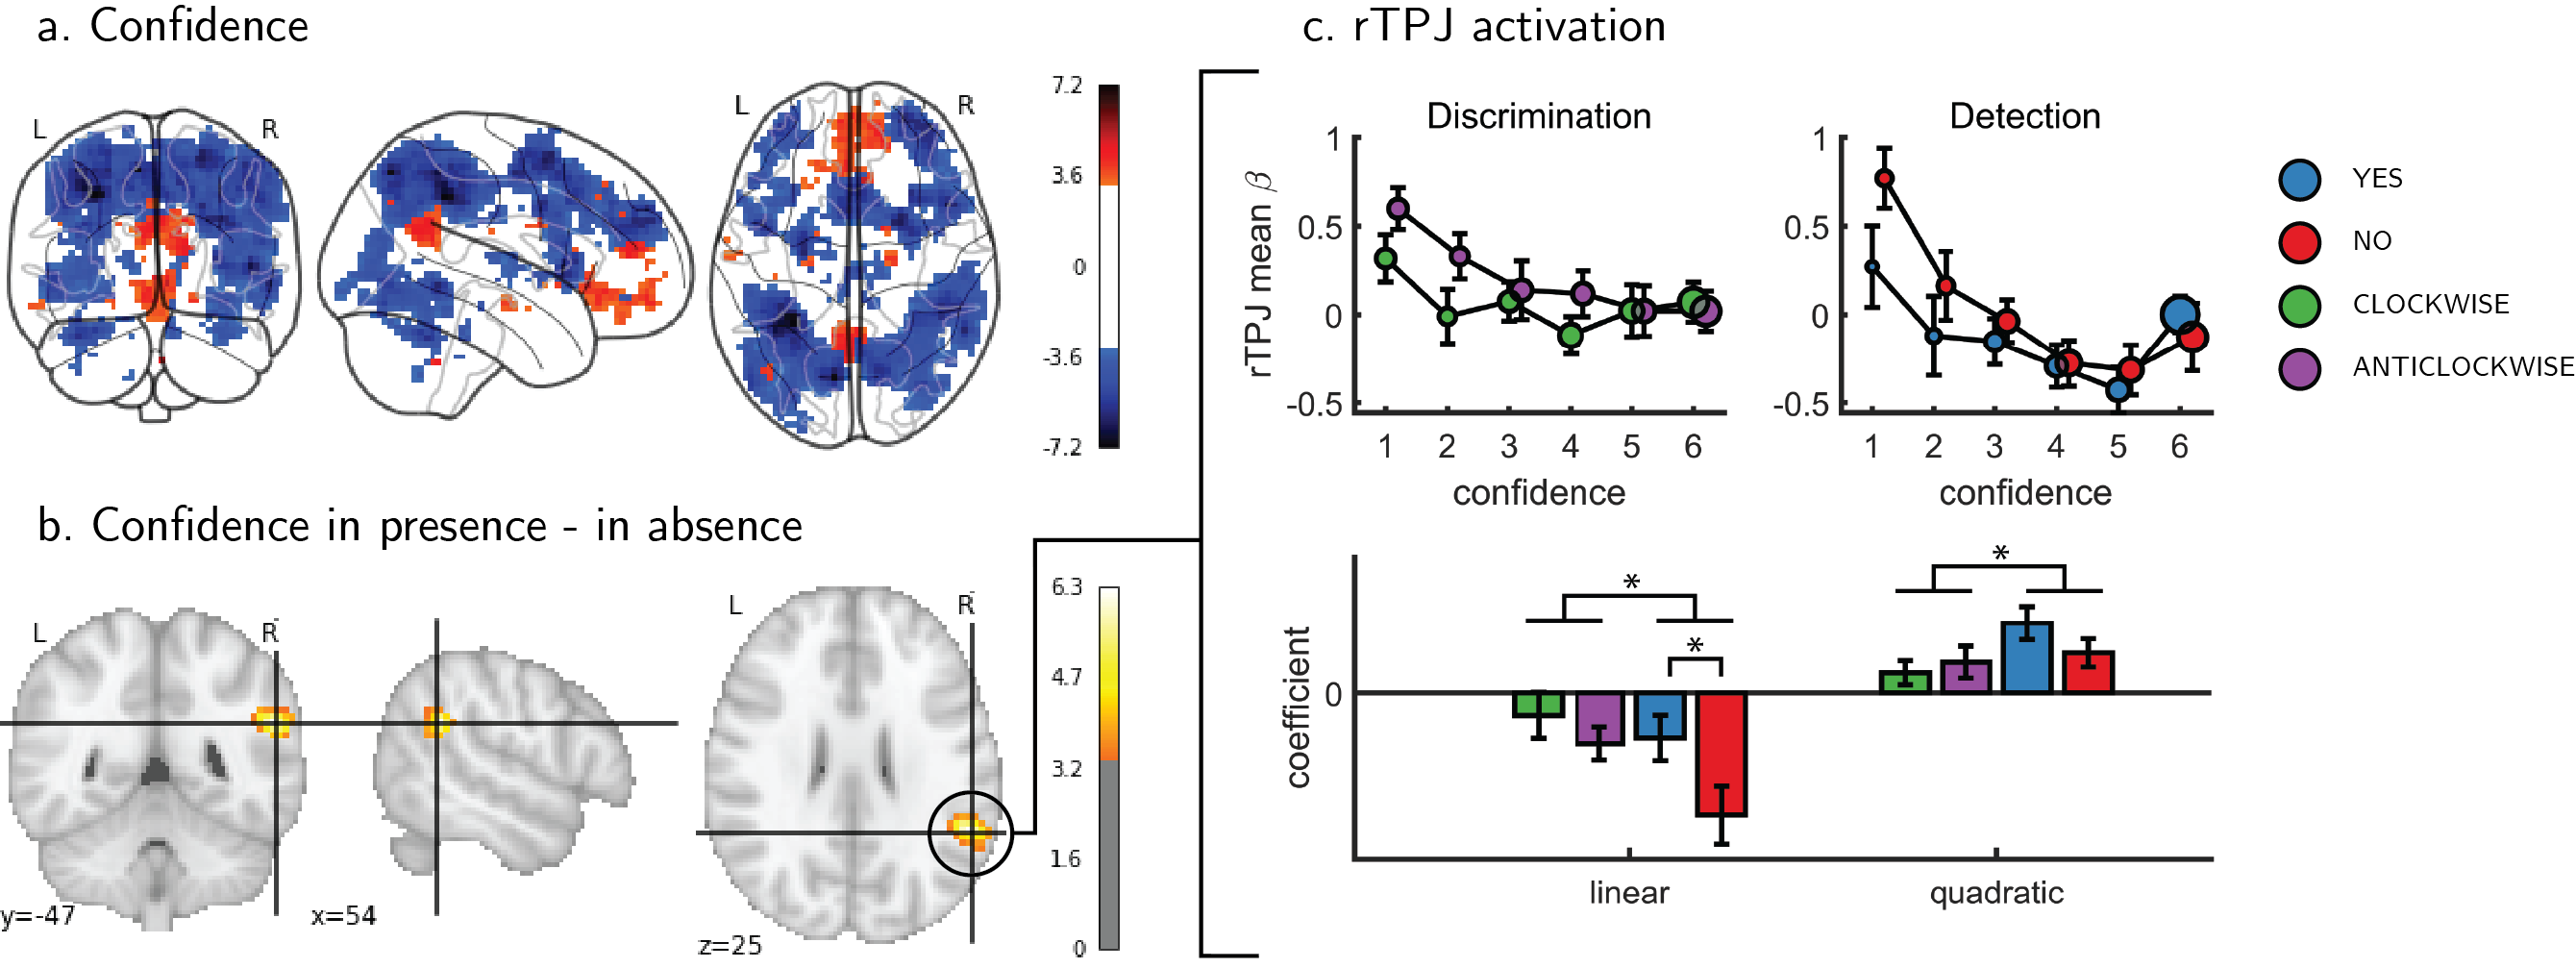 a. Confidence
L
R
L
R
7.2
3.6
0
-3.6
-7.2
b. Confidence in presence - in absence
L
R
L
R
y=-47
x=54
z=25
6.3
4.7
3.2
1.6
0
c. rTPJ activation
Discrimination
rTPJ mean β
1
0.5
0
-0.5
1 2 3 4 5 6
confidence
Detection
1
0.5
0
-0.5
1 2 3 4 5 6
confidence
YES
NO
CLOCKWISE
ANTICLOCKWISE
coefficient
0
*
*
*
linear
quadratic